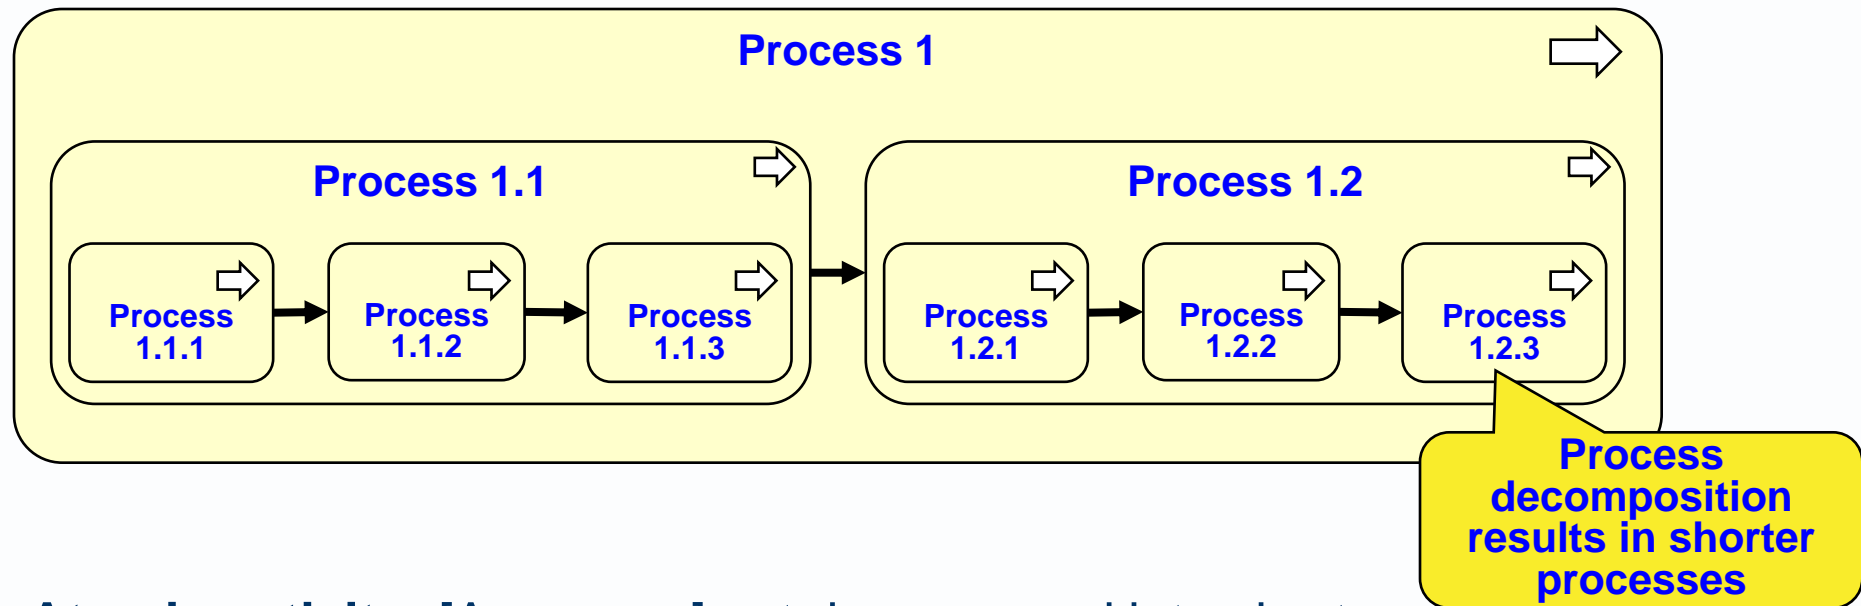 Process 1
Process 1.1
Process 1.2
Process
1.1.1
Process
1.1.2
Process
1.1.3
Process
1.2.1
Process
1.2.2
Process
1.2.3
Process
decomposition
results in shorter
processes